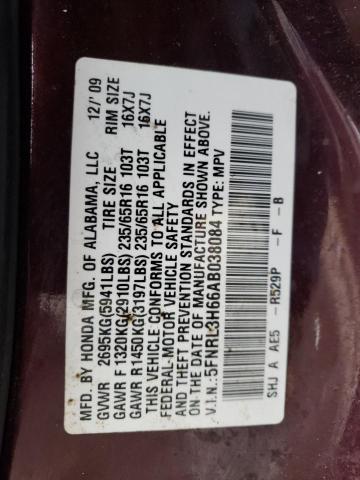 MFD. BY HONDA MFG. OF ALABAMA, LLC 12/'09
GVWR 2695KG(5941LBS) TIRE SIZE RIM SIZE
GAWR F 1320KG(2910LBS) 235/65R16 103T 16X7J
GAWR R1450KG(3197LBS) 235/65R16 103T 16X7J
THIS VEHICLE CONFORMS TO ALL APPLICABLE
FEDERAL MOTOR VEHICLE SAFETY
AND THEFT PREVENTION STANDARDS IN EFFECT
ON THE DATE OF MANUFACTURE SHOWN ABOVE.
V.I.N.:5FNRL3H66AB038084 TYPE: MPV
SHJ A AE5 - R529P - F - B